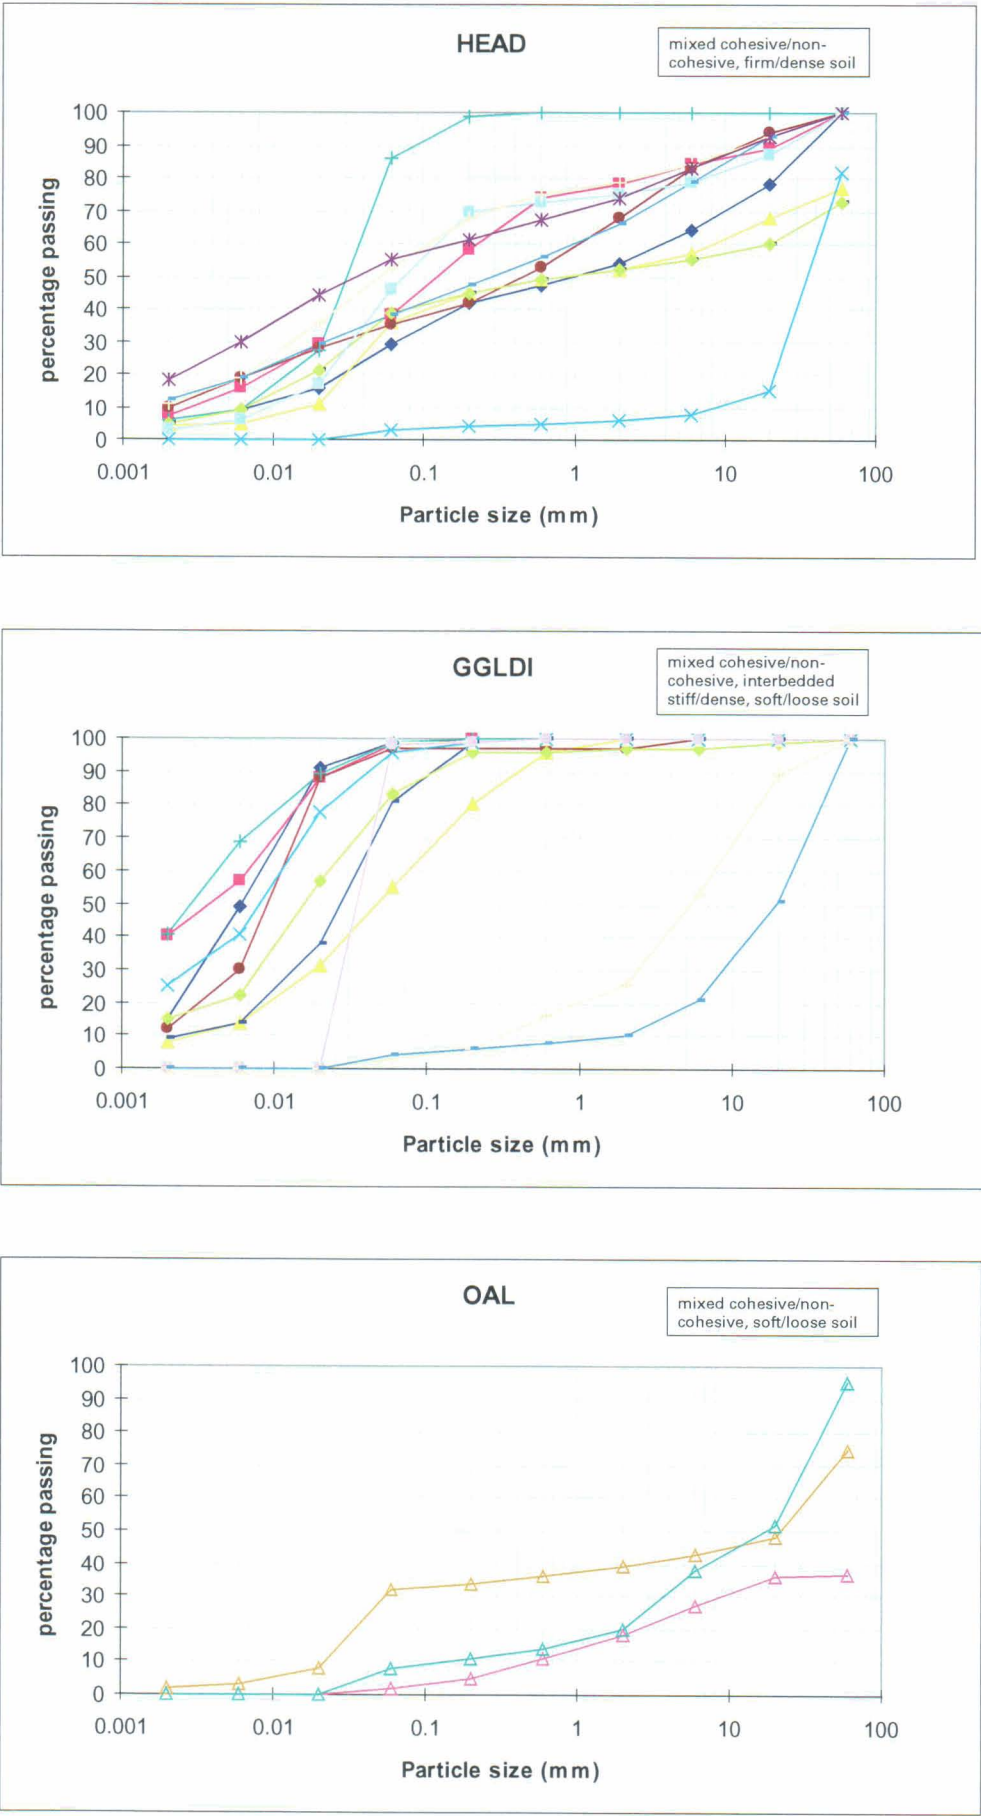 HEAD
mixed cohesive/non-
cohesive, firm/dense soil
percentage passing
100
90
80
70
60
50
40
30
20
10
0
0.001 0.01 0.1 1 10 100
Particle size (mm)
GGLDI
mixed cohesive/non-
cohesive, interbedded
stiff/dense, soft/loose soil
percentage passing
100
90
80
70
60
50
40
30
20
10
0
0.001 0.01 0.1 1 10 100
Particle size (mm)
OAL
mixed cohesive/non-
cohesive, soft/loose soil
percentage passing
100
90
80
70
60
50
40
30
20
10
0
0.001 0.01 0.1 1 10 100
Particle size (mm)